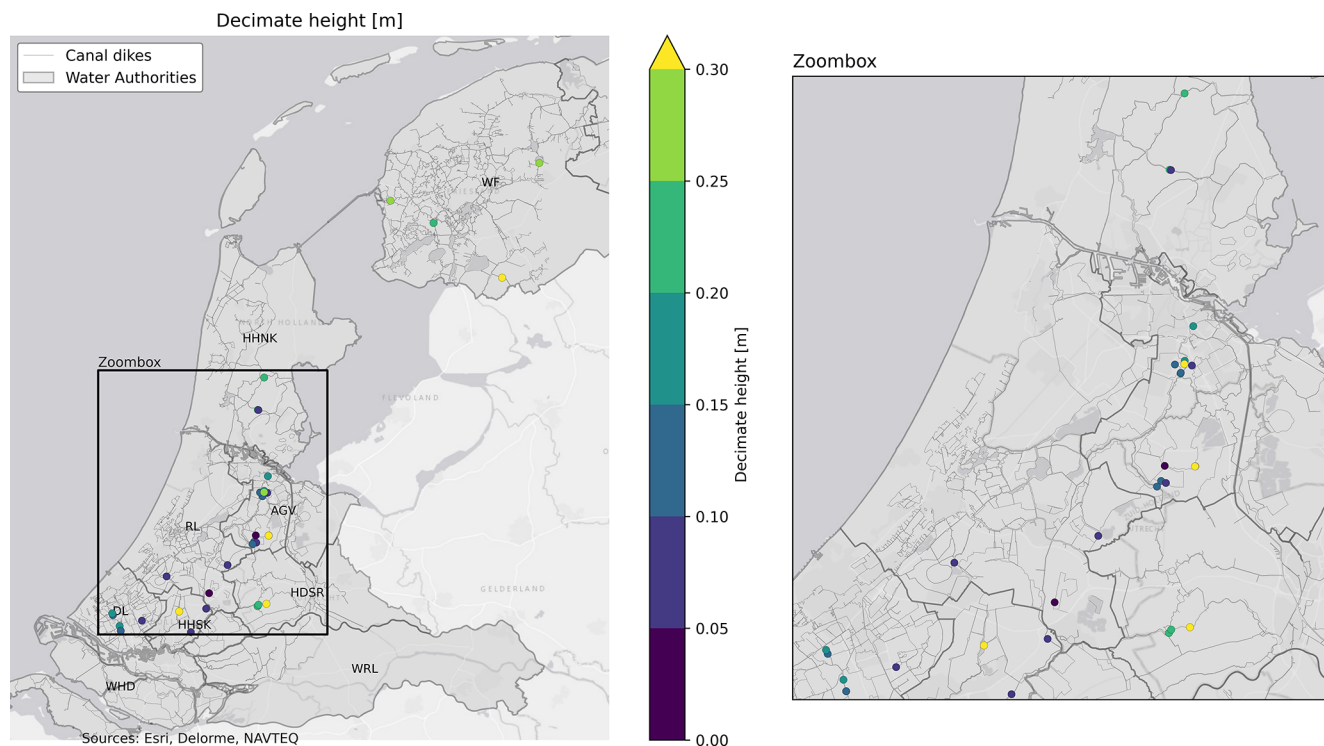 Decimate height [m]
Canal dikes
Water Authorities
WF
HHNK
Zoombox
FLEVOLAND
RL
AGV
GELDERLAND
HDSR
DL
HHSK
WRL
WHD
Sources: Esri, Delorme, NAVTEQ
0.30
0.25
0.20
0.15
0.10
0.05
0.00
Decimate height [m]
Zoombox